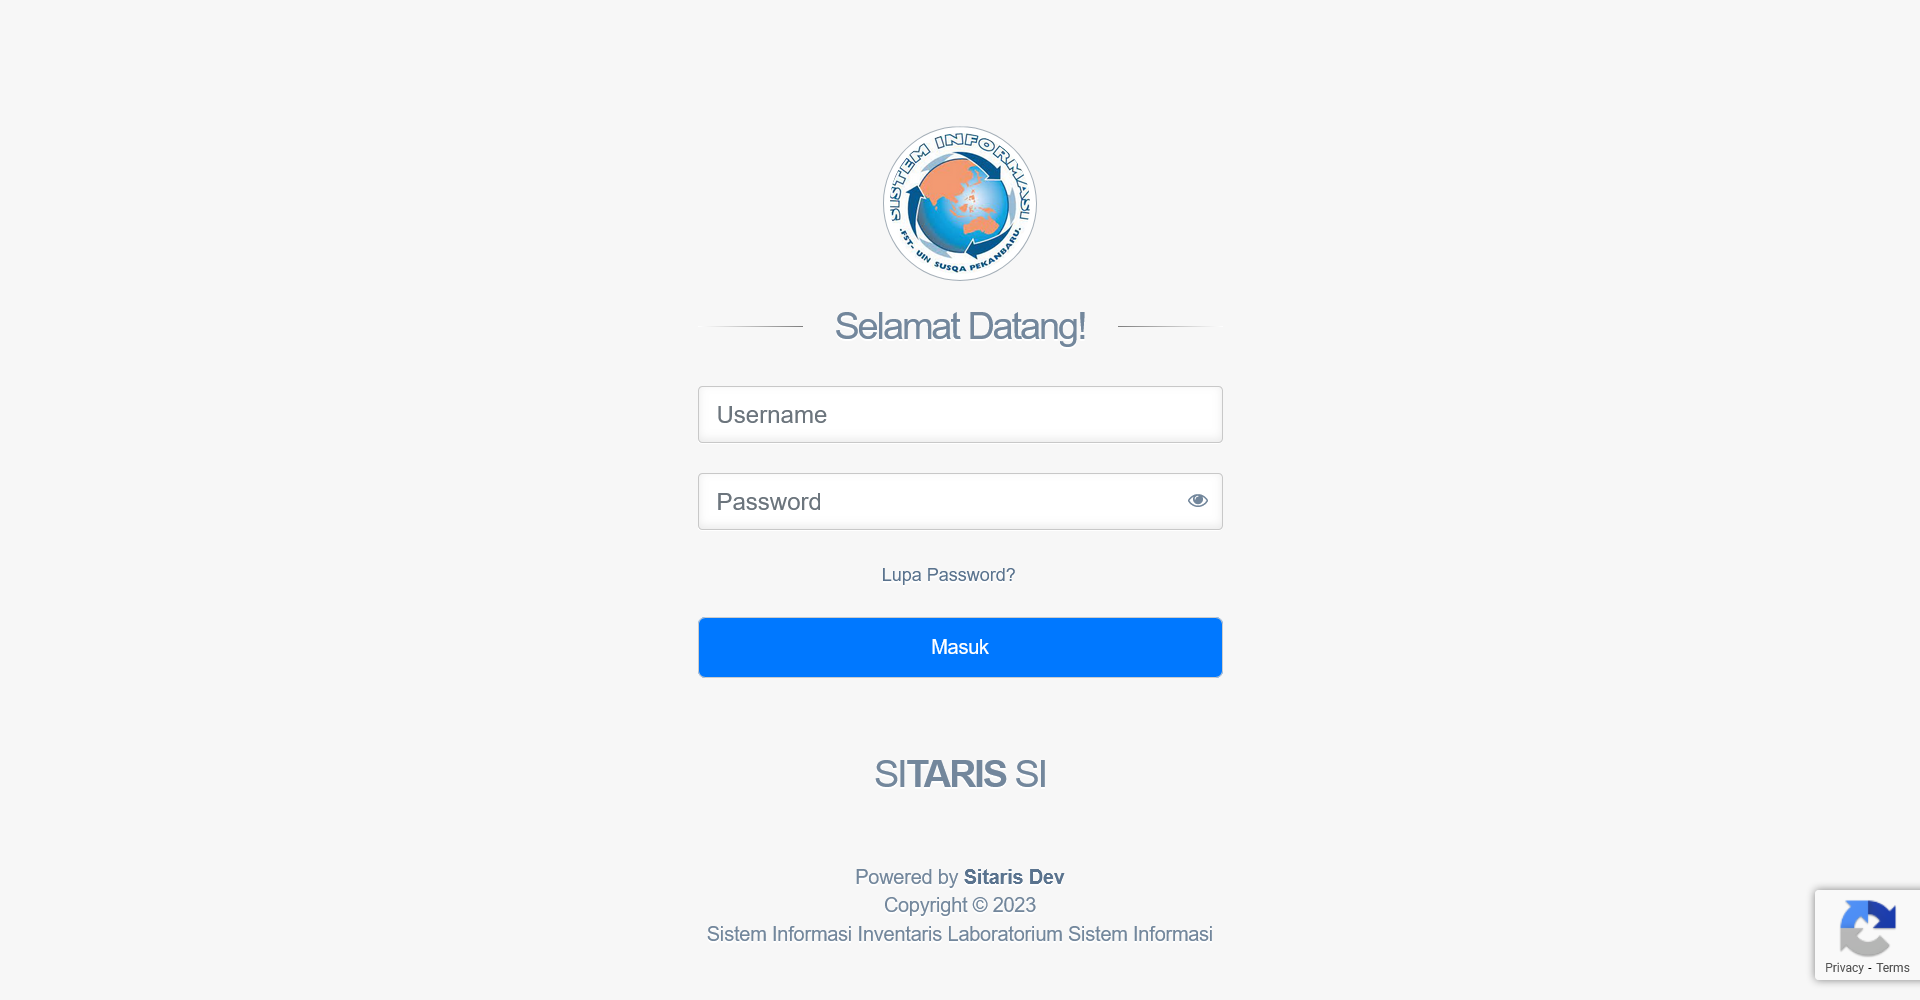 SISTEM INFORMASI
.FST- UIN SUSQA PEKANBARU.
Selamat Datang!
Username
Password
Lupa Password?
Masuk
SITARIS SI
Powered by Sitaris Dev
Copyright © 2023
Sistem Informasi Inventaris Laboratorium Sistem Informasi
Privacy - Terms